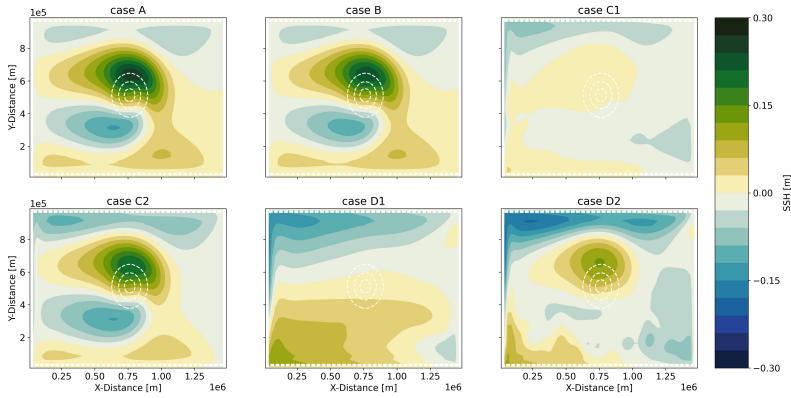 case A
case B
case C1
1e5
Y-Distance [m]
8
6
4
2
0.30
0.15
0.00
−0.15
−0.30
SSH [m]
case C2
case D1
case D2
1e5
Y-Distance [m]
8
6
4
2
0.25 0.50 0.75 1.00 1.25
1e6
X-Distance [m]
0.25 0.50 0.75 1.00 1.25
1e6
X-Distance [m]
0.25 0.50 0.75 1.00 1.25
1e6
X-Distance [m]